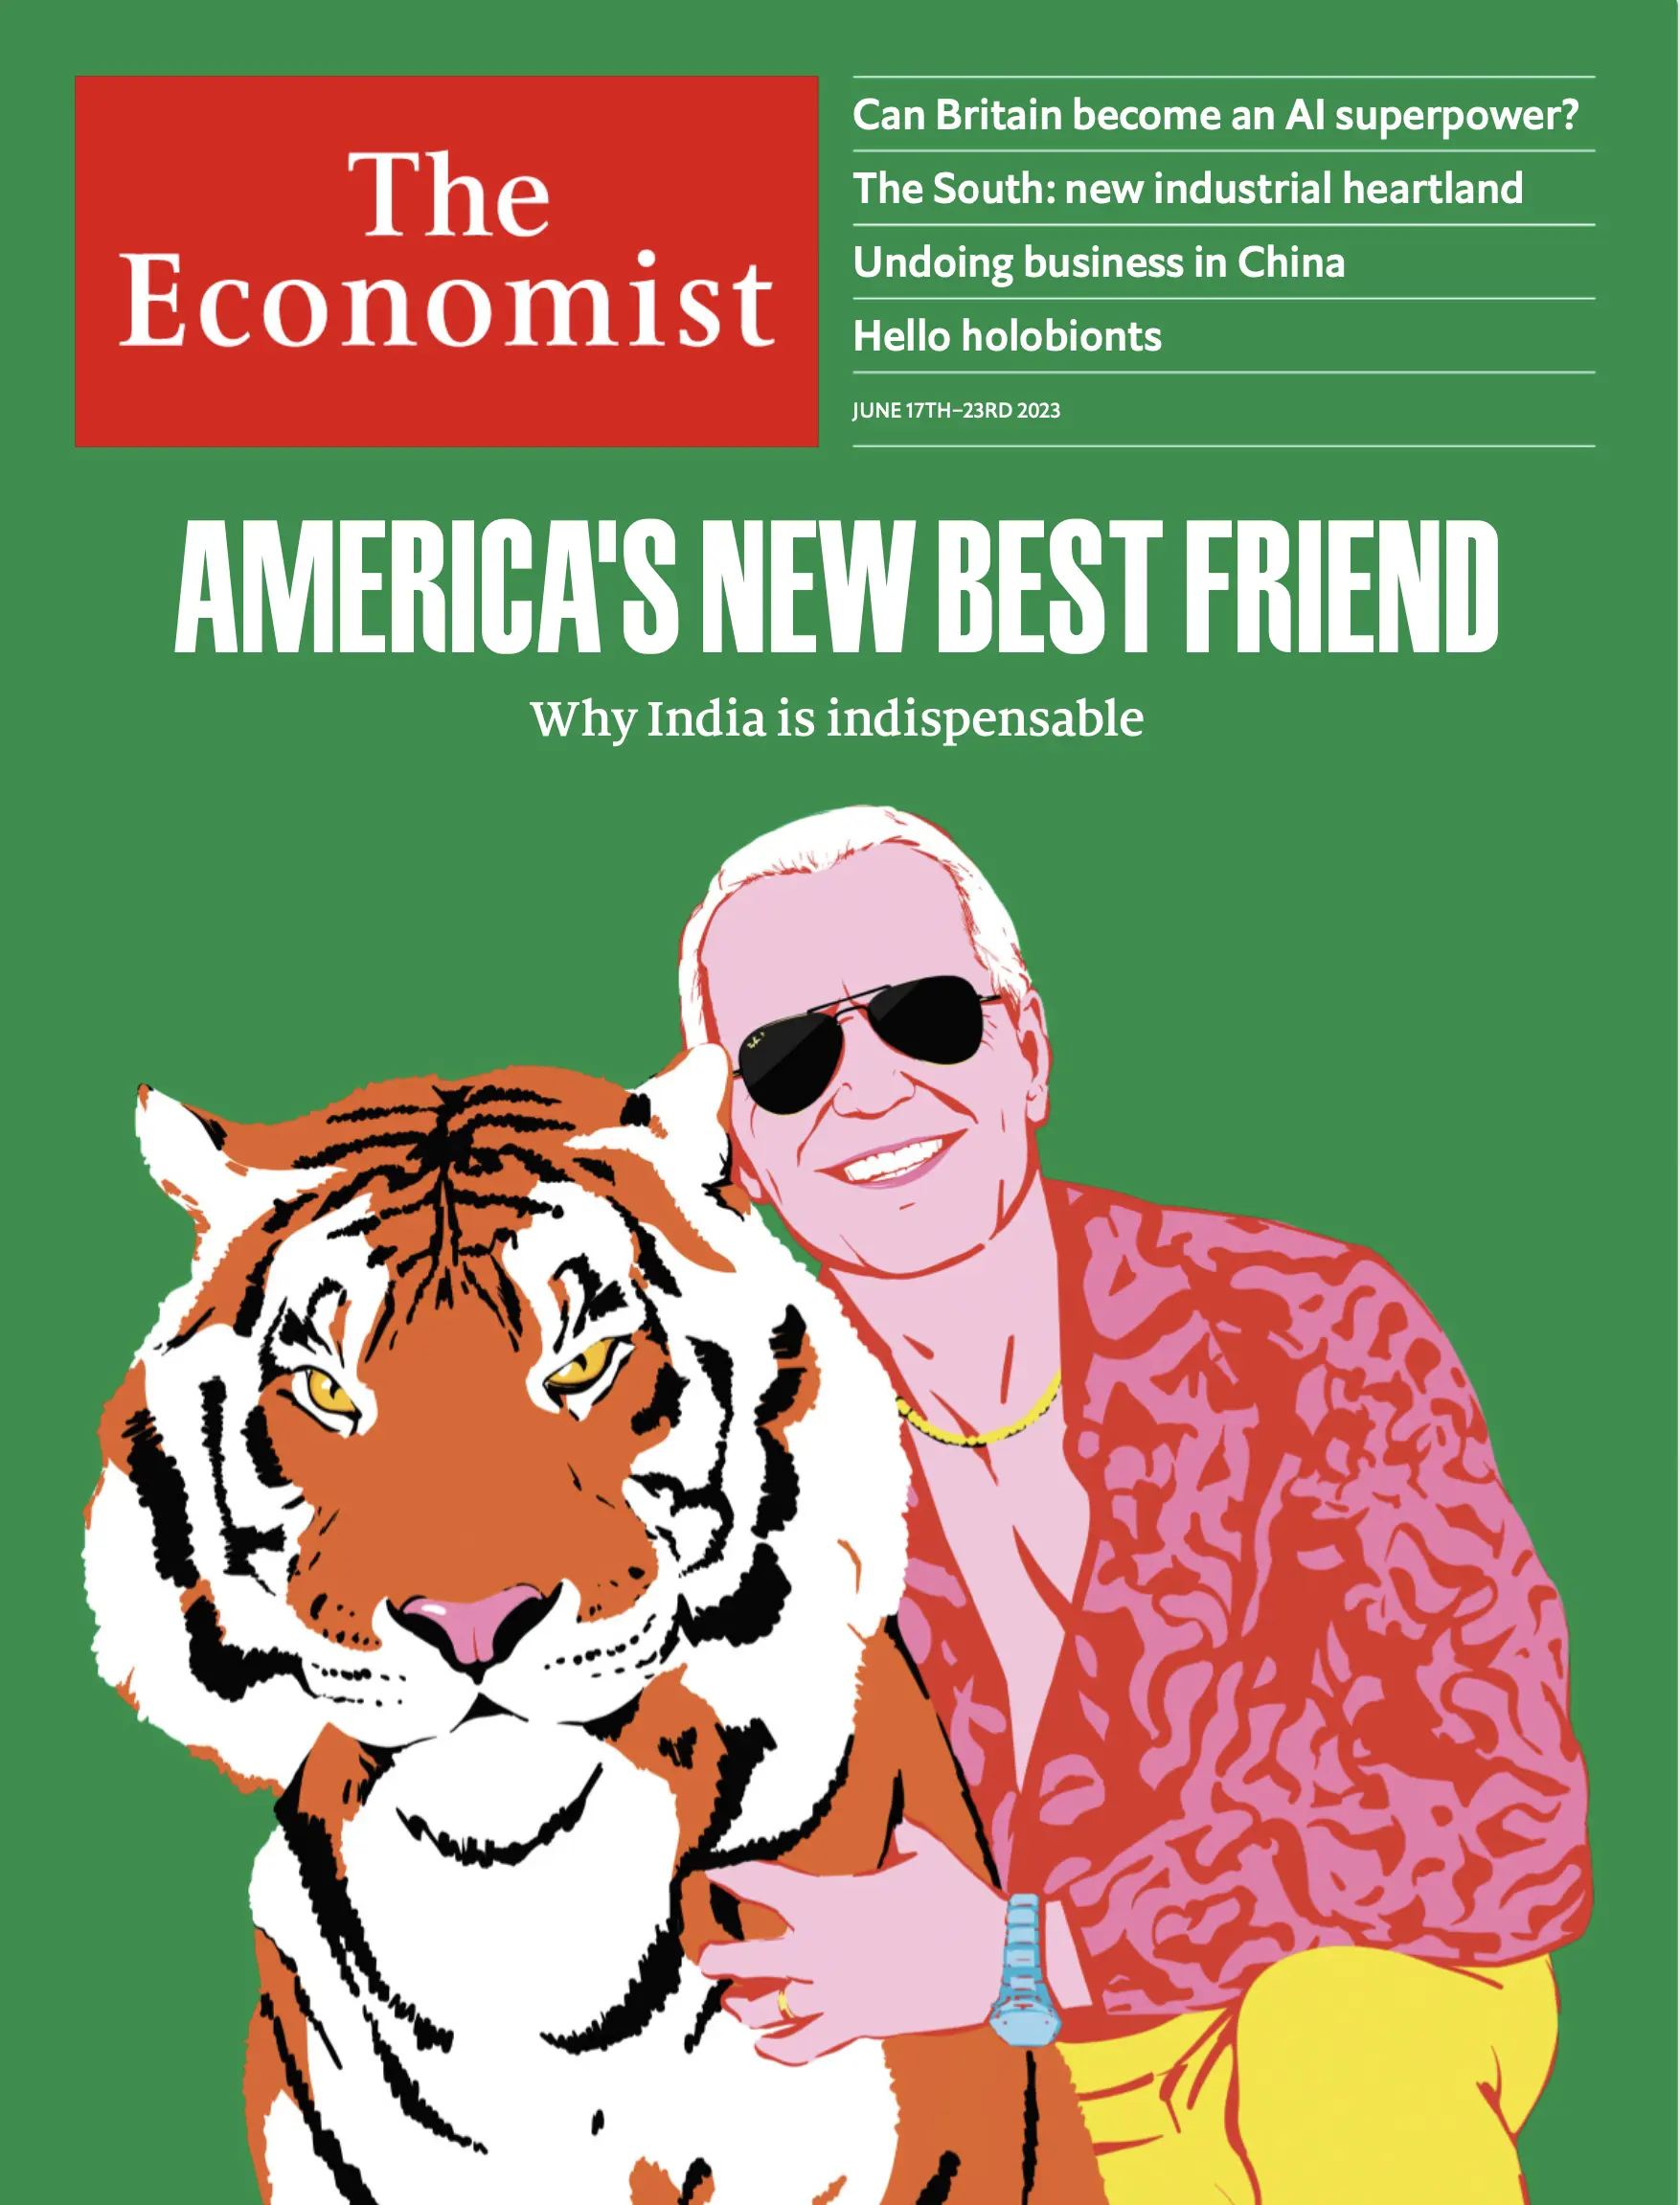 The
Economist
Can Britain become an AI superpower?
The South: new industrial heartland
Undoing business in China
Hello holobionts
JUNE 17TH–23RD 2023
AMERICA'S NEW BEST FRIEND
Why India is indispensable